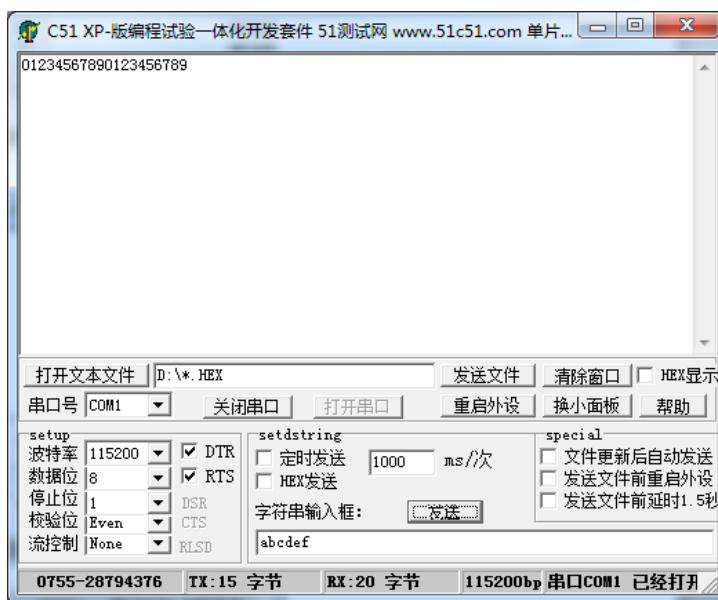 C51 XP-版编程试验一体化开发套件 51测试网 www.51c51.com 单片...
01234567890123456789
打开文本文件 D:\*.HEX 发送文件 清除窗口 HEX显示
串口号 COM1 关闭串口 打开串口 重启外设 换小面板 帮助
setup
波特率 115200 DTR
数据位 8 RTS
停止位 1 DSR
校验位 Even CTS
流控制 None RLSD
setdstring
定时发送 1000 ms/次
HEX发送
字符串输入框: 发送
abcdef
special
文件更新后自动发送
发送文件前重启外设
发送文件前延时1.5秒
0755-28794376 TX:15 字节 RX:20 字节 115200bp 串口COM1 已经打开